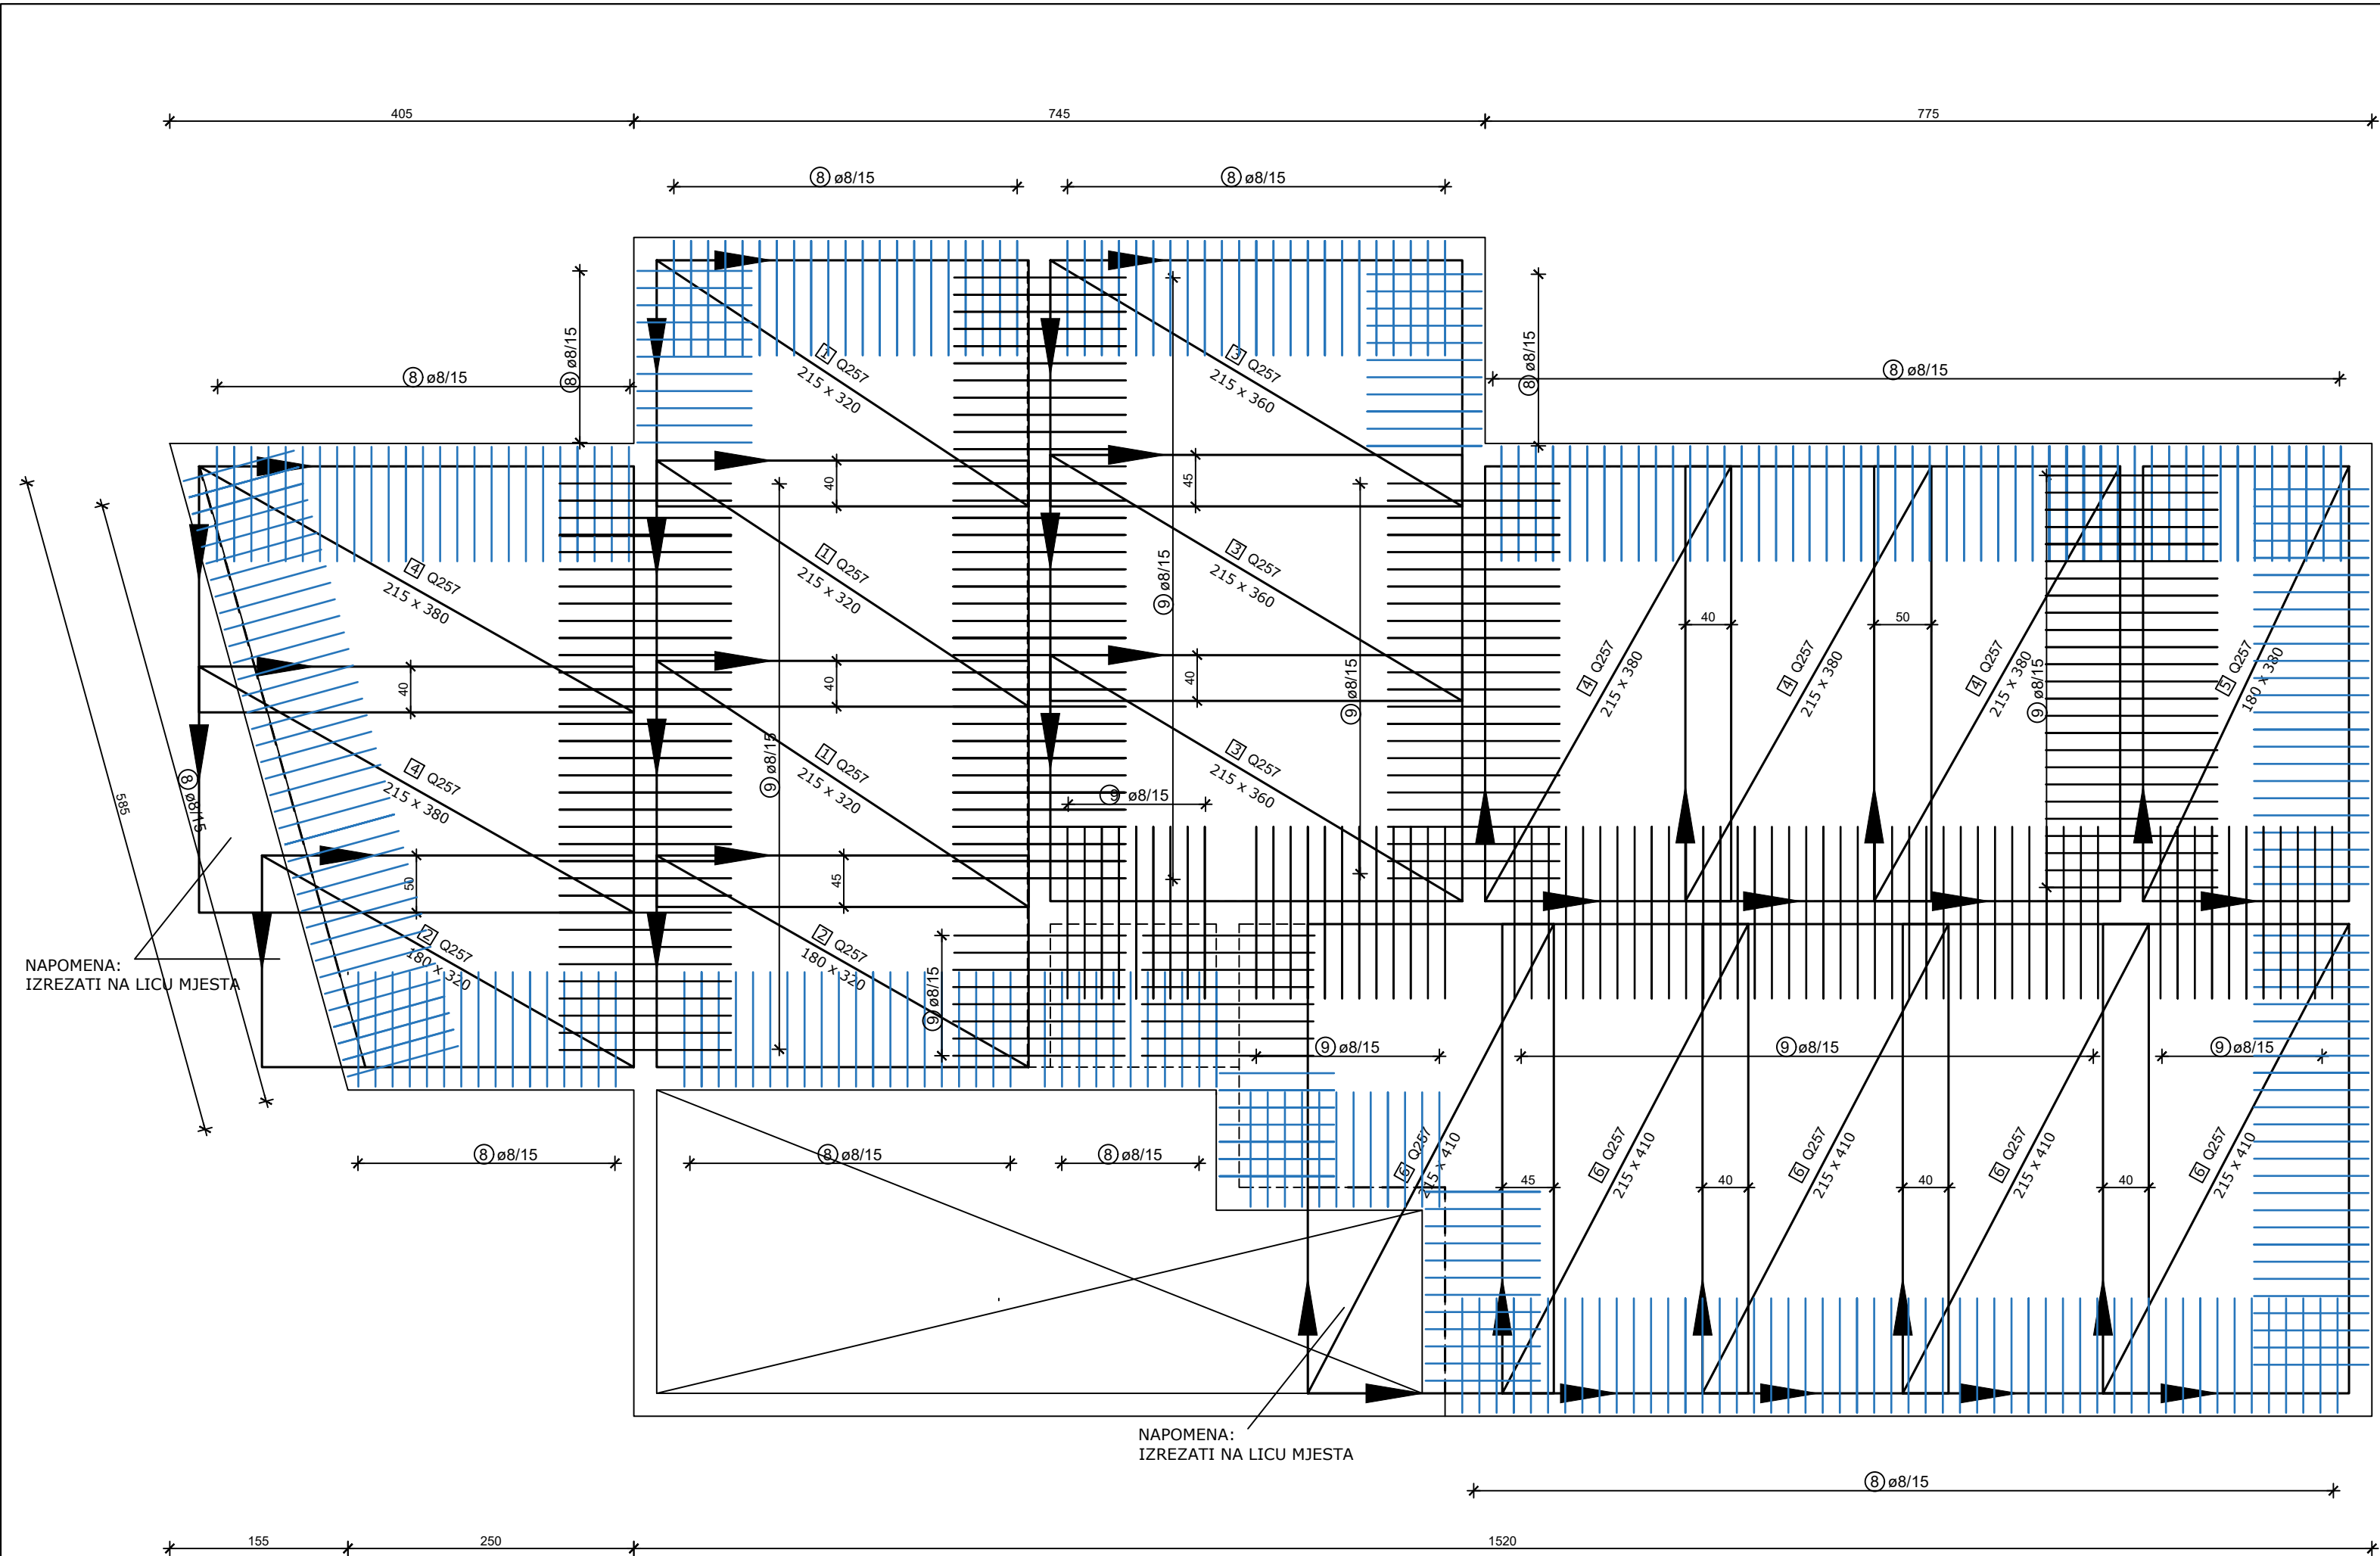 405
745
775
8 ø8/15
8 ø8/15
8 ø8/15
8 ø8/15
8 ø8/15
8 ø8/15
1 Q257
215 x 320
3 Q257
215 x 360
40
45
4 Q257
215 x 380
1 Q257
215 x 320
3 Q257
215 x 360
9 ø8/15
40
50
4 Q257
215 x 380
4 Q257
215 x 380
4 Q257
215 x 380
9 ø8/15
5 Q257
180 x 380
40
40
40
9 ø8/15
585
8 ø8/15
4 Q257
215 x 380
9 ø8/15
1 Q257
215 x 320
3 Q257
215 x 360
9 ø8/15
50
45
2 Q257
180 x 320
2 Q257
180 x 320
9 ø8/15
NAPOMENA:
IZREZATI NA LICU MJESTA
9 ø8/15
9 ø8/15
9 ø8/15
8 ø8/15
8 ø8/15
8 ø8/15
6 Q257
215 x 410
6 Q257
215 x 410
6 Q257
215 x 410
6 Q257
215 x 410
6 Q257
215 x 410
45
40
40
40
NAPOMENA:
IZREZATI NA LICU MJESTA
8 ø8/15
155
250
1520